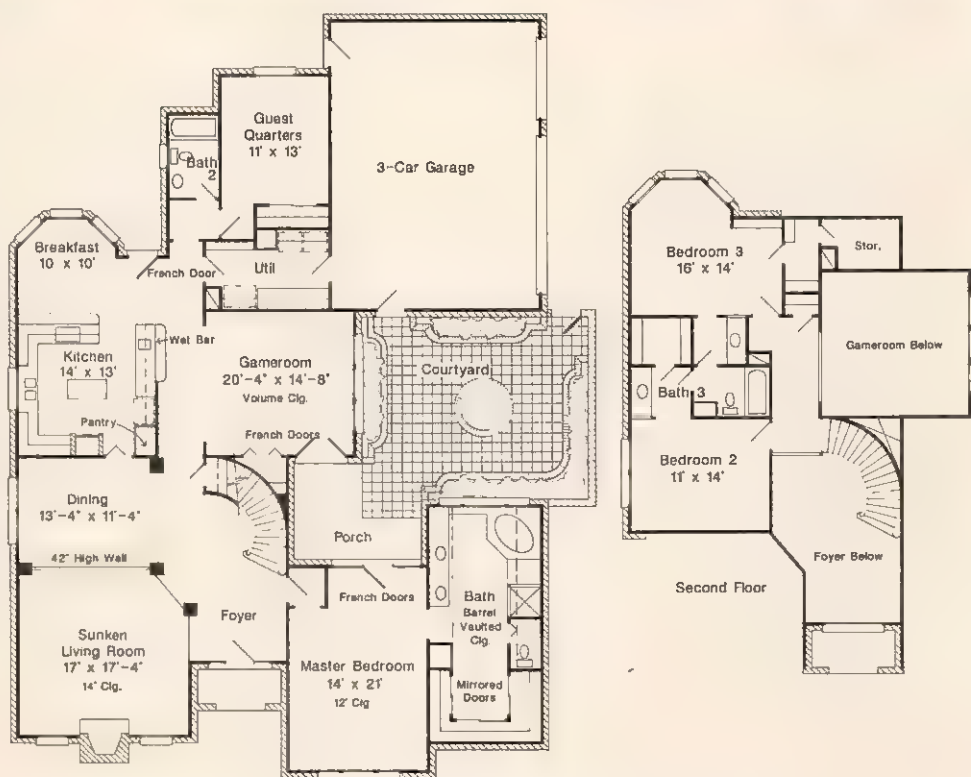 Guest
Quarters
11' x 13'
Bath
2
3-Car Garage
Breakfast
10' x 10'
French Door
Util
Wet Bar
Kitchen
14' x 13'
Pantry
Gameroom
20'-4" x 14'-8"
Volume Clg.
French Doors
Courtyard
Dining
13'-4" x 11'-4"
42" High Wall
Porch
Foyer
French Doors
Sunken
Living Room
17' x 17'-4"
14' Clg.
Master Bedroom
14' x 21'
12' Clg
Bath
Barrel
Vaulted
Clg.
Mirrored
Doors
Bedroom 3
16' x 14'
Stor.
Gameroom Below
Bath 3
Bedroom 2
11' x 14'
Foyer Below
Second Floor